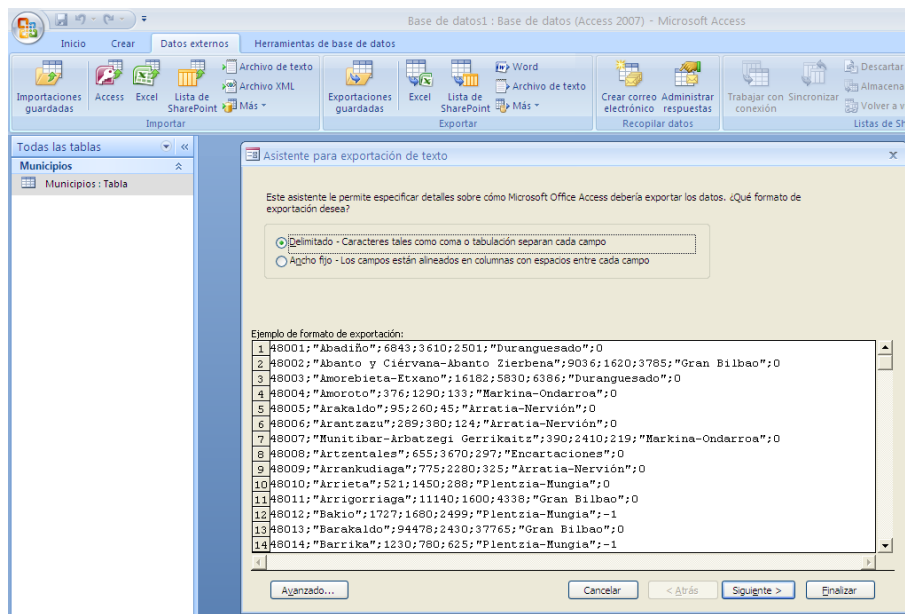 Base de datos1 : Base de datos (Access 2007) - Microsoft Access
Inicio Crear Datos externos Herramientas de base de datos
Importaciones guardadas
Access
Excel
Lista de SharePoint
Archivo de texto
Archivo XML
Más
Importar
Exportaciones guardadas
Excel
Lista de SharePoint
Word
Archivo de texto
Más
Exportar
Crear correo electrónico
Administrar respuestas
Recopilar datos
Trabajar con conexión
Sincronizar
Descartar
Almacena
Volver a v
Listas de Sh
Todas las tablas
Municipios
Municipios : Tabla
Asistente para exportación de texto
Este asistente le permite especificar detalles sobre cómo Microsoft Office Access debería exportar los datos. ¿Qué formato de
exportación desea?
Delimitado - Caracteres tales como coma o tabulación separan cada campo
Ancho fijo - Los campos están alineados en columnas con espacios entre cada campo
Ejemplo de formato de exportación:
1 48001;"Abadiño";6843;3610;2501;"Duranguesado";0
2 48002;"Abanto y Ciérvana-Abanto Zierbena";9036;1620;3785;"Gran Bilbao";0
3 48003;"Amorebieta-Etxano";16182;5830;6386;"Duranguesado";0
4 48004;"Amoroto";376;1290;133;"Markina-Ondarroa";0
5 48005;"Arakaldo";95;260;45;"Arratia-Nervión";0
6 48006;"Arantzazu";289;380;124;"Arratia-Nervión";0
7 48007;"Munitibar-Arbatzegi Gerrikaitz";390;2410;219;"Markina-Ondarroa";0
8 48008;"Artzentales";655;3670;297;"Encartaciones";0
9 48009;"Arrankudiaga";775;2280;325;"Arratia-Nervión";0
10 48010;"Arrieta";521;1450;288;"Plentzia-Mungia";0
11 48011;"Arrigorriaga";11140;1600;4338;"Gran Bilbao";0
12 48012;"Bakio";1727;1680;2499;"Plentzia-Mungia";-1
13 48013;"Barakaldo";94478;2430;37765;"Gran Bilbao";0
14 48014;"Barrika";1230;780;625;"Plentzia-Mungia";-1
Avanzado... Cancelar < Atrás Siguiente > Finalizar